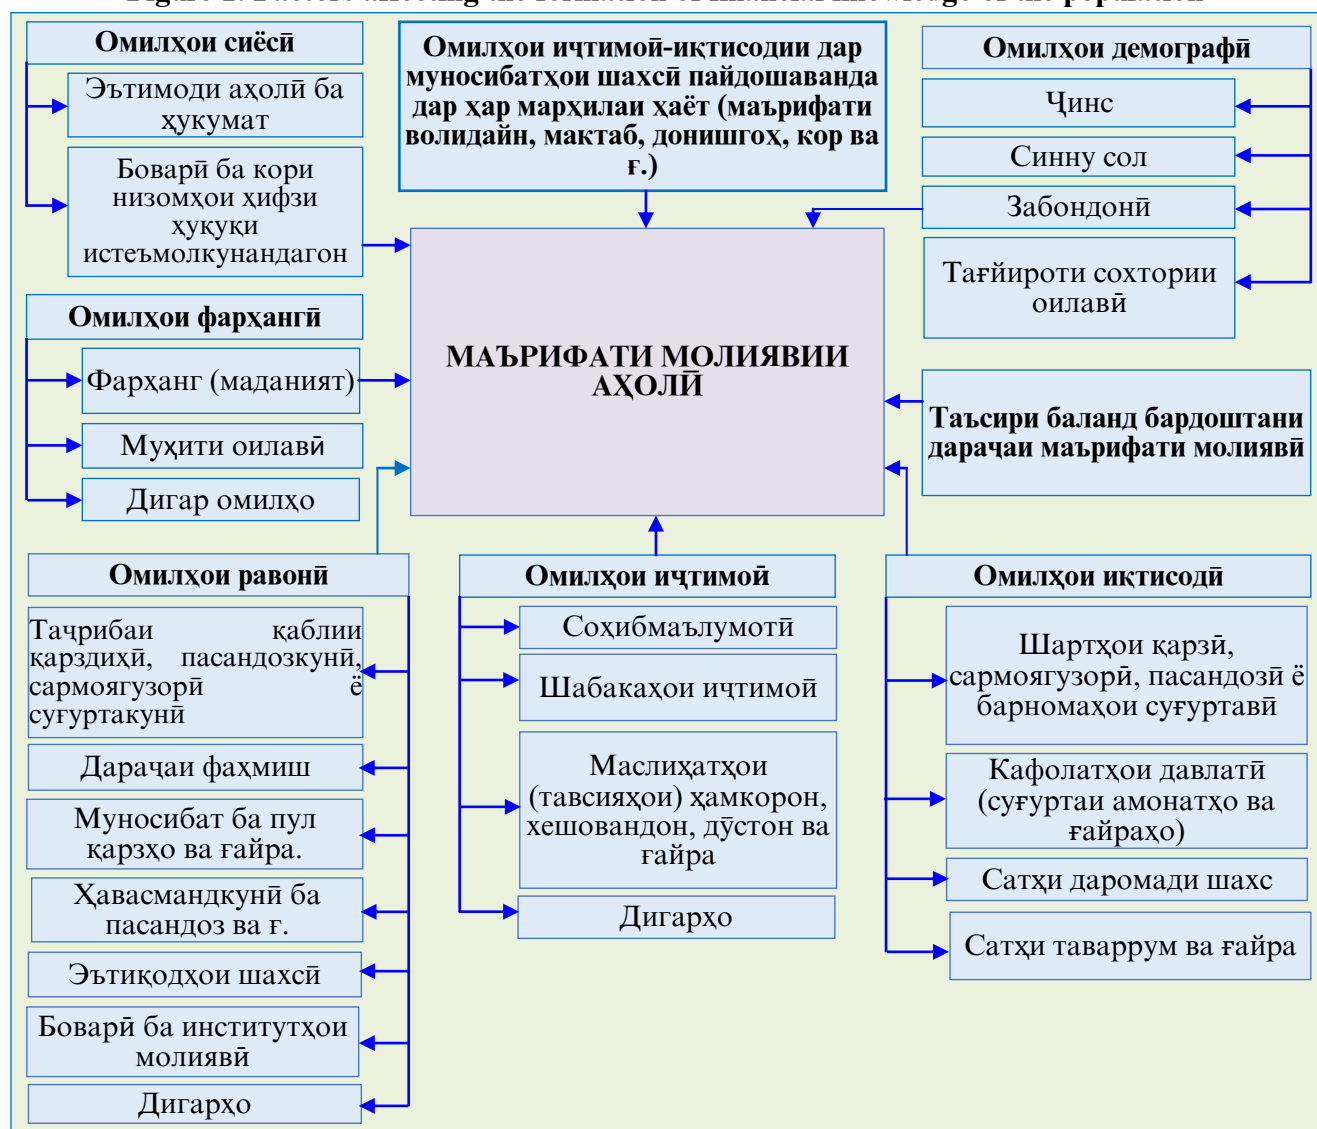 Омилҳои сиёсӣ
Эътимоди аҳолӣ ба
ҳукумат
Боварӣ ба кори
низомҳои ҳифзи
ҳуқуқи
истеъмолкунандагон
Омилҳои иҷтимоӣ-иқтисодии дар
муносибатҳои шахсӣ пайдошаванда
дар ҳар марҳилаи ҳаёт (маърифати
волидайн, мактаб, донишгоҳ, кор ва
ғ.)
Омилҳои демографӣ
Ҷинс
Синну сол
Забондонӣ
Тағйироти сохтории
оилавӣ
Омилҳои фарҳангӣ
Фарҳанг (маданият)
Муҳити оилавӣ
Дигар омилҳо
МАЪРИФАТИ МОЛИЯВИИ
АҲОЛӢ
Таъсири баланд бардоштани
дараҷаи маърифати молиявӣ
Омилҳои равонӣ
Таҷрибаи қаблии
қарздиҳӣ, пасандозкунӣ,
сармоягузорӣ ё
суғуртакунӣ
Дараҷаи фаҳмиш
Муносибат ба пул
қарзҳо ва ғайра.
Ҳавасмандкунӣ ба
пасандоз ва ғ.
Эътиқодҳои шахсӣ
Боварӣ ба институтҳои
молиявӣ
Дигарҳо
Омилҳои иҷтимоӣ
Соҳибмаълумотӣ
Шабакаҳои иҷтимоӣ
Маслиҳатҳои
(тавсияҳои) ҳамкорон,
хешовандон, дӯстон ва
ғайра
Дигарҳо
Омилҳои иқтисодӣ
Шартҳои қарзӣ,
сармоягузорӣ, пасандозӣ ё
барномаҳои суғуртавӣ
Кафолатҳои давлатӣ
(суғуртаи амонатҳо ва
ғайраҳо)
Сатҳи даромади шахс
Сатҳи таваррум ва ғайра